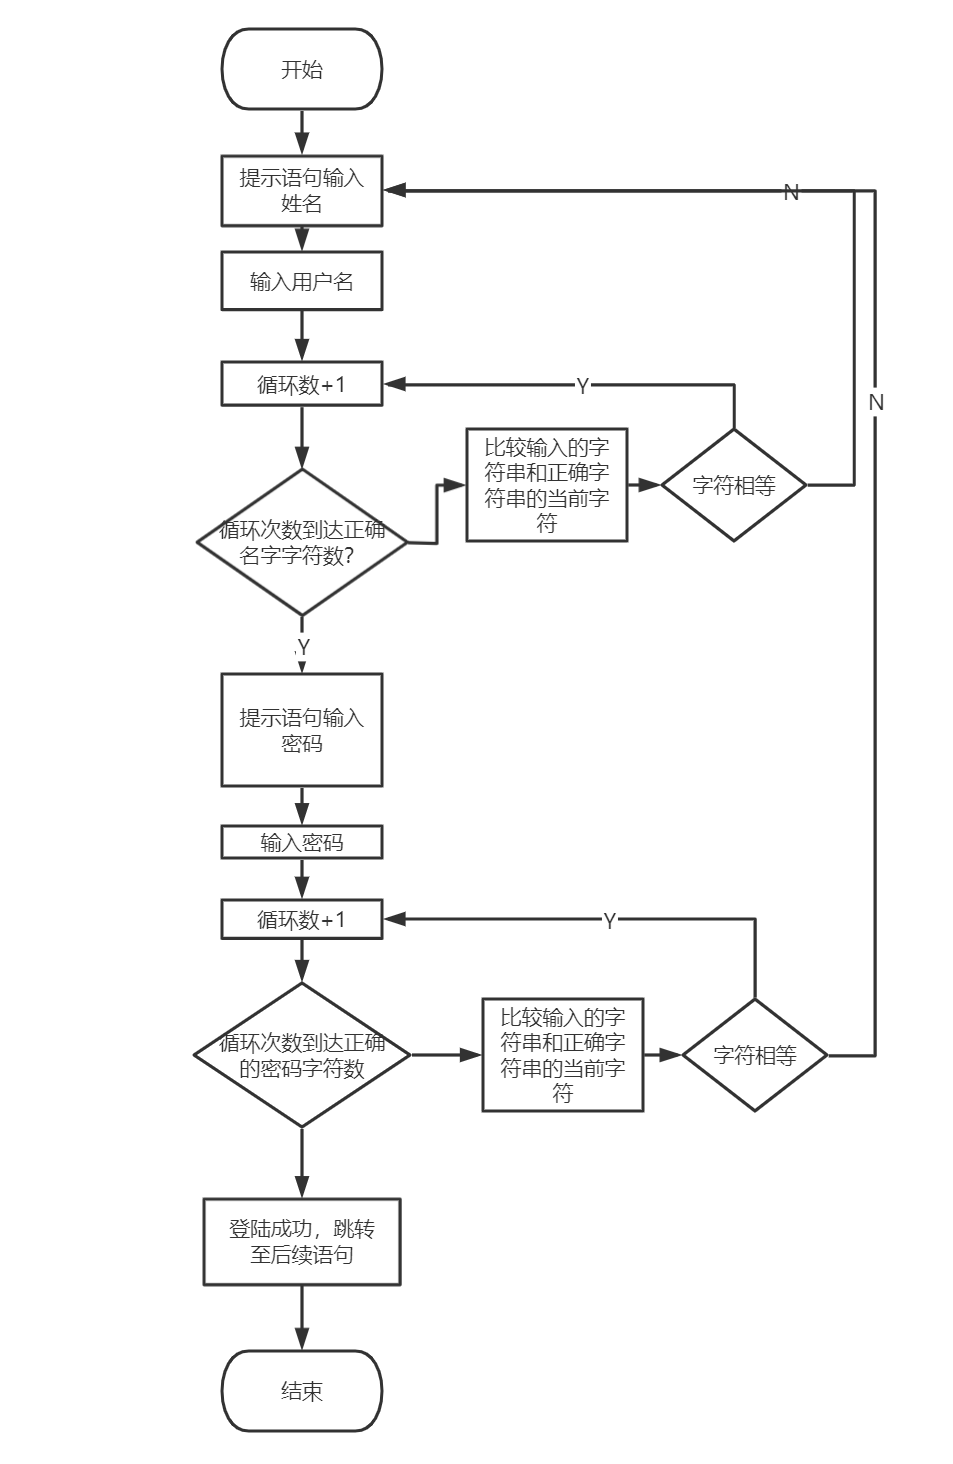 开始
提示语句输入
姓名
N
输入用户名
循环数+1
Y
N
比较输入的字
符串和正确字
符串的当前字
符
字符相等
循环次数到达正确
名字字符数?
Y
提示语句输入
密码
输入密码
循环数+1
Y
循环次数到达正确
的密码字符数
比较输入的字
符串和正确字
符串的当前字
符
字符相等
登陆成功，跳转
至后续语句
结束